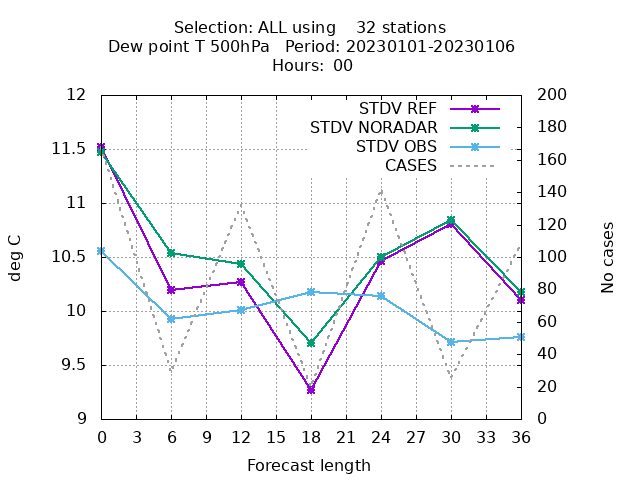 Selection: ALL using    32 stations
Dew point T 500hPa   Period: 20230101-20230106
Hours:  00
STDV REF
STDV NORADAR
STDV OBS
CASES
deg C
12
11.5
11
10.5
10
9.5
9
200
180
160
140
120
100
80
60
40
20
0
No cases
0 3 6 9 12 15 18 21 24 27 30 33 36
Forecast length